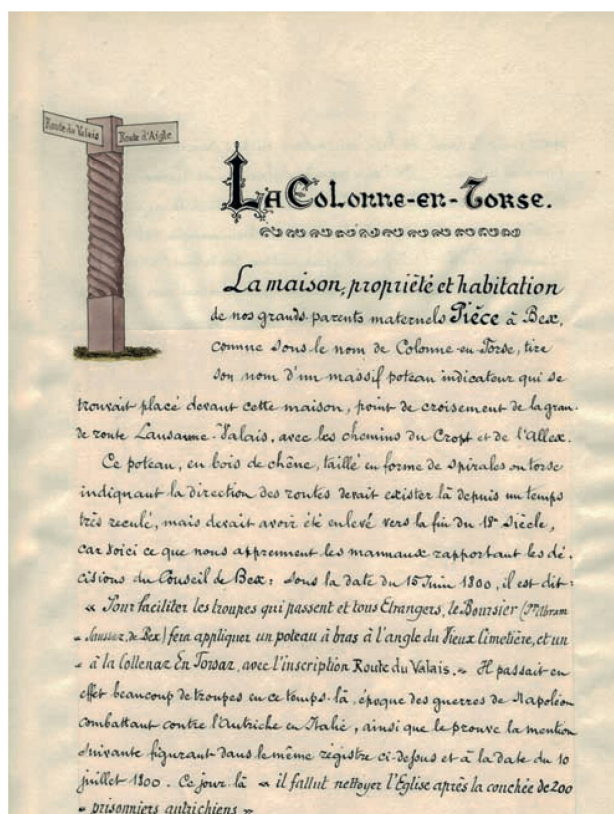 Route du Valais
Route d'Aigle
La Colonne-en-Torse.
La maison, propriété et habitation
de nos grands-parents maternels Pièce à Bex,
connue sous le nom de Colonne-en-Torse, tire
son nom d'un massif poteau indicateur qui se
trouvait placé devant cette maison, point de croisement de la gran-
de route Lausanne-Valais, avec les chemins du Cropt et de l'Allex.
Ce poteau, en bois de chêne, taillé en forme de spirales ou torse
indiquant la direction des routes devait exister là depuis un temps
très reculé, mais devait avoir été enlevé vers la fin du 18e Siècle,
car voici ce que nous apprennent les manuaux rapportant les dé-
cisions du Conseil de Bex: sous la date du 15 Juin 1800, il est dit:
« Pour faciliter les troupes qui passent et tous Etrangers, le Boursier (Mr Abram
« de Bex) fera appliquer un poteau à bras à l'angle du Vieux Cimetière, et un
« à la Collenaz En Torsaz, avec l'inscription Route du Valais. » Il passait en
effet beaucoup de troupes en ce temps-là, époque des guerres de Napoléon
combattant contre l'Autriche en Italie, ainsi que le prouve la mention
suivante figurant dans le même régistre ci-dessus et à la date du 10
juillet 1800. Ce jour-là « il fallut nettoyer l'Eglise après la couchée de 200
« prisonniers autrichiens »